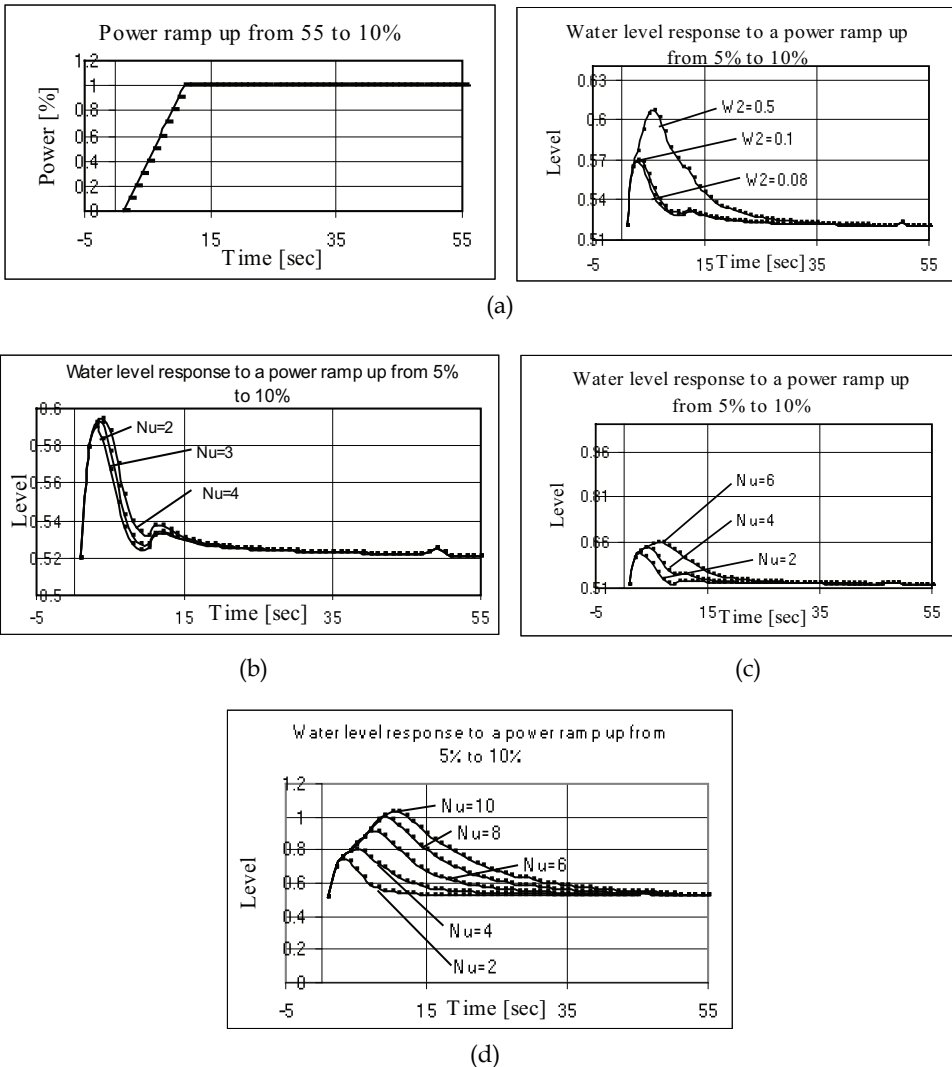 Power ramp up from 55 to 10%
Power [%]
1.2
1
0.8
0.6
0.4
0.2
0
-5
15
35
55
Time [sec]
Water level response to a power ramp up
from 5% to 10%
Level
0.63
0.6
0.57
0.54
0.51
W2=0.5
W2=0.1
W2=0.08
-5
15
Time [sec]
35
55
(a)
Water level response to a power ramp up from 5%
to 10%
Level
0.6
0.58
0.56
0.54
0.52
0.5
Nu=2
Nu=3
Nu=4
-5
Time [sec]
15
35
55
(b)
Water level response to a power ramp up
from 5% to 10%
Level
0.96
0.81
0.66
0.51
Nu=6
Nu=4
Nu=2
-5
15
Time [sec]
35
55
(c)
Water level response to a power ramp up from
5% to 10%
Level
1.2
1
0.8
0.6
0.4
0.2
0
Nu=10
Nu=8
Nu=6
Nu=4
Nu=2
-5
15
Time [sec]
35
55
(d)